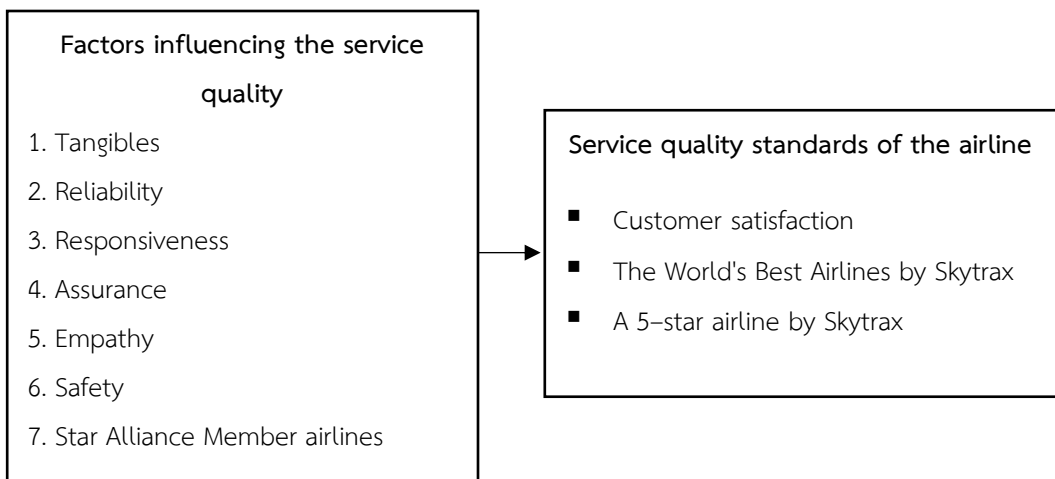 Factors influencing the service
quality
1. Tangibles
2. Reliability
3. Responsiveness
4. Assurance
5. Empathy
6. Safety
7. Star Alliance Member airlines
Service quality standards of the airline
▪ Customer satisfaction
▪ The World's Best Airlines by Skytrax
▪ A 5–star airline by Skytrax